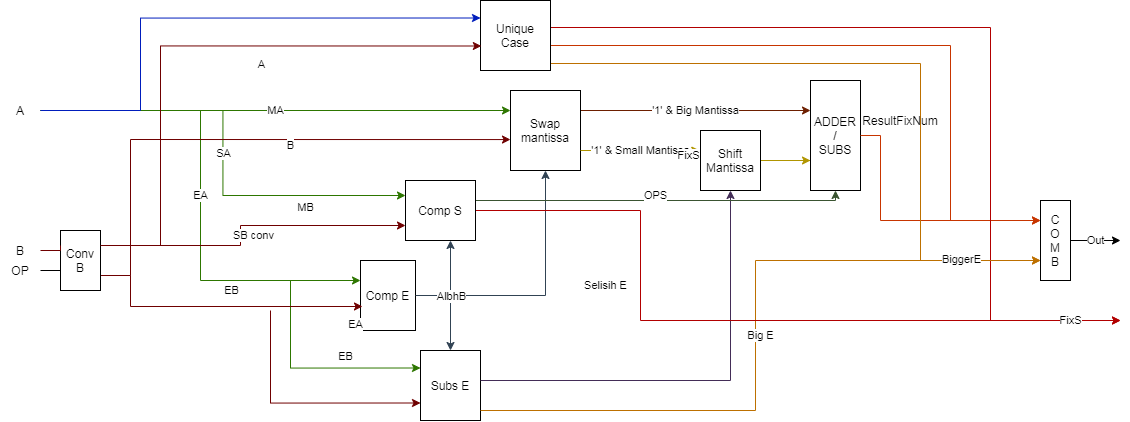 Unique
Case
A
A
MA
'1' & Big Mantissa
ADDER
/
SUBS
ResultFixNum
Swap
mantissa
B
SA
'1' & Small Mantiss
FixS
Shift
Mantissa
EA
OPS
MB
Comp S
SB conv
C
O
M
B
Out
B
OP
Conv
B
BiggerE
EB
Comp E
AlbhB
Selisih E
EA
FixS
Big E
EB
Subs E